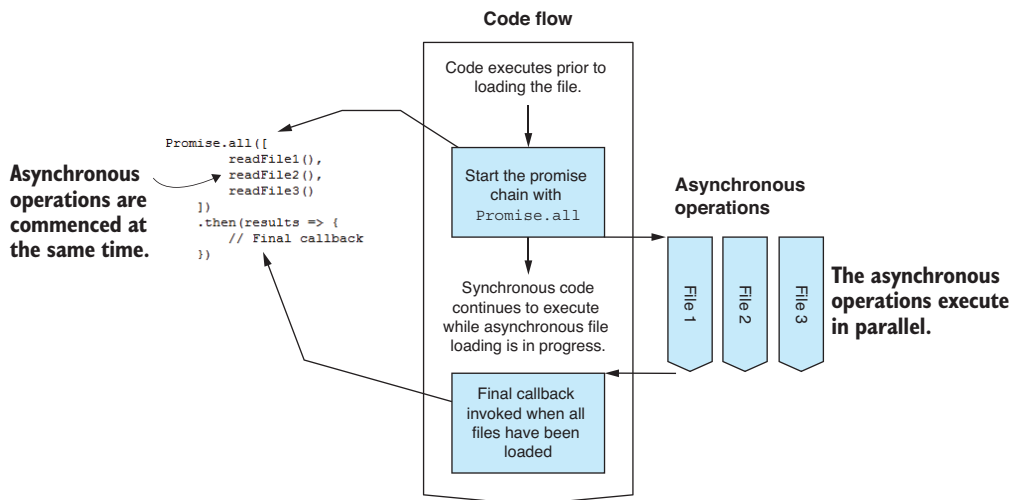 Code flow
Code executes prior to
loading the file.
Promise.all([
readFile1(),
readFile2(),
readFile3()
])
.then(results => {
// Final callback
})
Asynchronous
operations are
commenced at
the same time.
Start the promise
chain with
Promise.all
Asynchronous
operations
File 1
File 2
File 3
The asynchronous
operations execute
in parallel.
Synchronous code
continues to execute
while asynchronous file
loading is in progress.
Final callback
invoked when all
files have been
loaded